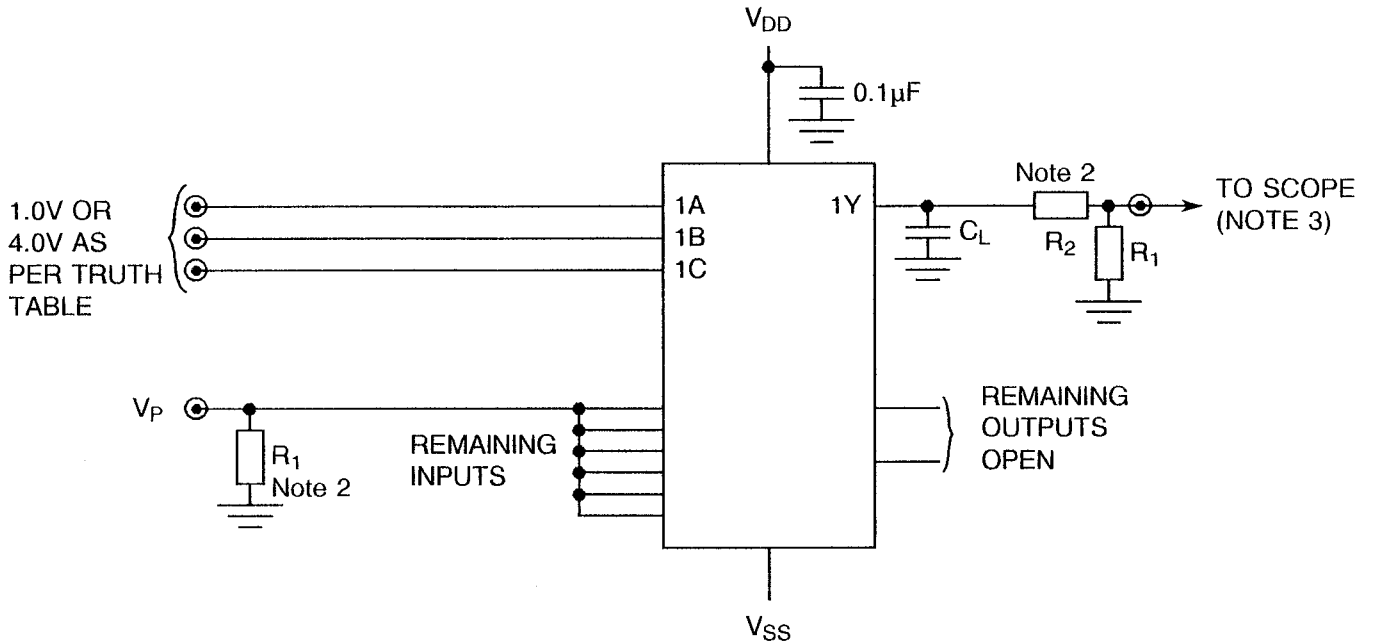 VDD
0.1µF
1.0V OR
4.0V AS
PER TRUTH
TABLE
1A
1B
1C
1Y
CL
Note 2
R2
R1
TO SCOPE
(NOTE 3)
VP
R1
Note 2
REMAINING
INPUTS
REMAINING
OUTPUTS
OPEN
VSS